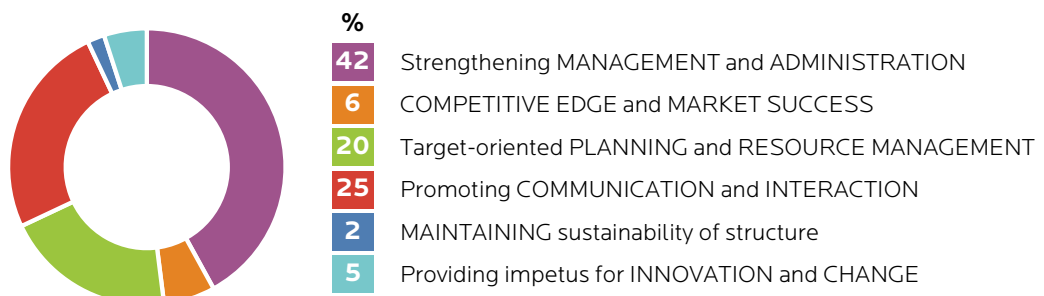 %
42 Strengthening MANAGEMENT and ADMINISTRATION
6 COMPETITIVE EDGE and MARKET SUCCESS
20 Target-oriented PLANNING and RESOURCE MANAGEMENT
25 Promoting COMMUNICATION and INTERACTION
2 MAINTAINING sustainability of structure
5 Providing impetus for INNOVATION and CHANGE